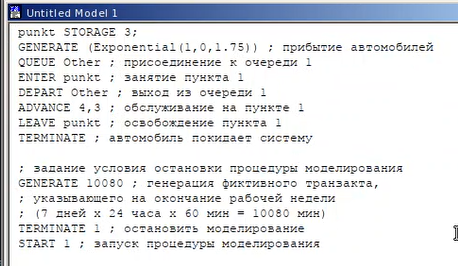 Untitled Model 1
punkt STORAGE 3;
GENERATE (Exponential(1,0,1.75)) ; прибытие автомобилей
QUEUE Other ; присоединение к очереди 1
ENTER punkt ; занятие пункта 1
DEPART Other ; выход из очереди 1
ADVANCE 4,3 ; обслуживание на пункте 1
LEAVE punkt ; освобождение пункта 1
TERMINATE ; автомобиль покидает систему
; задание условия остановки процедуры моделирования
GENERATE 10080 ; генерация фиктивного транзакта,
; указывающего на окончание рабочей недели
; (7 дней х 24 часа х 60 мин = 10080 мин)
TERMINATE 1 ; остановить моделирование
START 1 ; запуск процедуры моделирования